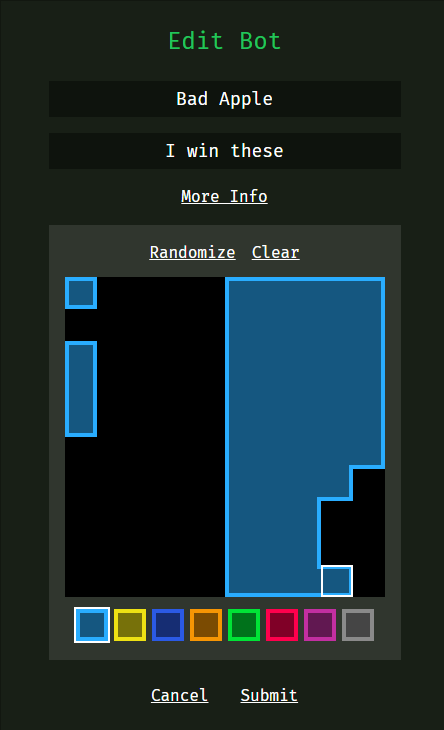 Edit Bot
Bad Apple
I win these
More Info
Randomize Clear
Cancel Submit